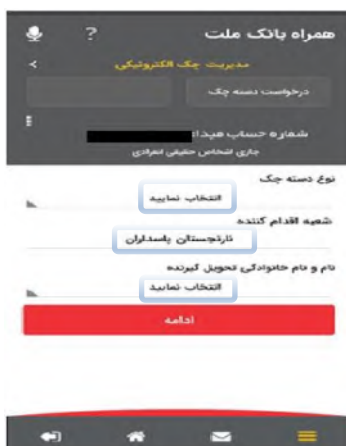 همراه بانک ملت
?
مدیریت چک الکترونیکی
درخواست دسته چک
شماره حساب مبدا:
جاری اشخاص حقیقی انفرادی
نوع دسته چک
انتخاب نمایید
شعبه اقدام کننده
نارنجستان پاسداران
نام و نام خانوادگی تحویل گیرنده
انتخاب نمایید
ادامه